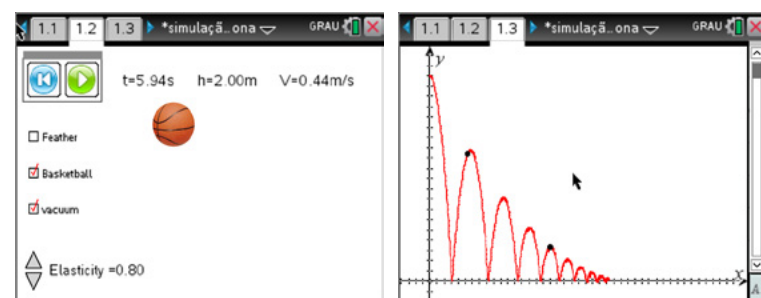 1.1 1.2 1.3 *simulaçã…ona GRAU
t=5.94s h=2.00m V=0.44m/s
Feather
Basketball
vacuum
Elasticity =0.80
1.1 1.2 1.3 *simulaçã…ona GRAU
y
x
A